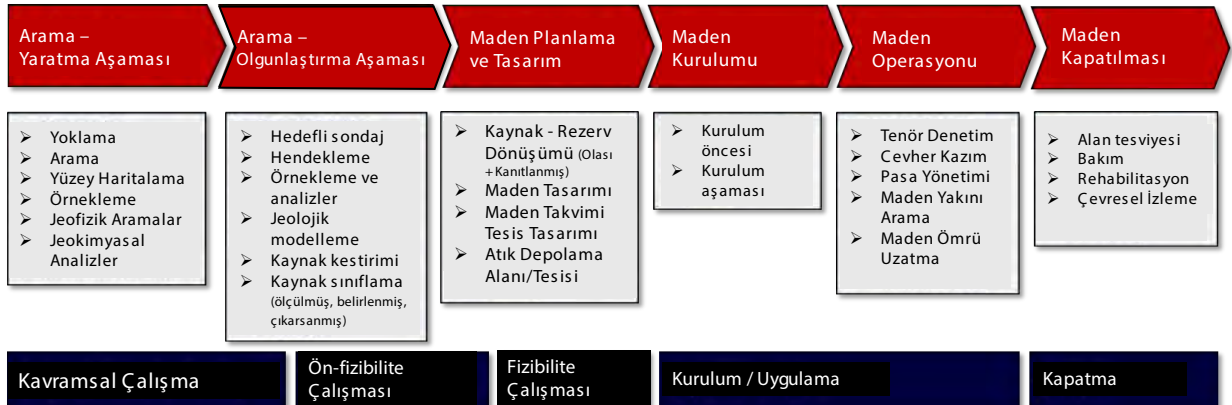 Arama –
Yaratma Aşaması
Arama –
Olgunlaştırma Aşaması
Maden Planlama
ve Tasarım
Maden
Kurulumu
Maden
Operasyonu
Maden
Kapatılması
➢ Yoklama
➢ Arama
➢ Yüzey Haritalama
➢ Örnekleme
➢ Jeofizik Aramalar
➢ Jeokimyasal
Analizler
➢ Hedefli sondaj
➢ Hendekleme
➢ Örnekleme ve
analizler
➢ Jeolojik
modelleme
➢ Kaynak kestirimi
➢ Kaynak sınıflama
(ölçülmüş, belirlenmiş,
çıkarsanmış)
➢ Kaynak - Rezerv
Dönüşümü (Olası
+Kanıtlanmış)
➢ Maden Tasarımı
➢ Maden Takvimi
Tesis Tasarımı
➢ Atık Depolama
Alanı/Tesisi
➢ Kurulum
öncesi
➢ Kurulum
aşaması
➢ Tenör Denetim
➢ Cevher Kazım
➢ Pasa Yönetimi
➢ Maden Yakını
Arama
➢ Maden Ömrü
Uzatma
➢ Alan tesviyesi
➢ Bakım
➢ Rehabilitasyon
➢ Çevresel İzleme
Kavramsal Çalışma
Ön-fizibilite
Çalışması
Fizibilite
Çalışması
Kurulum / Uygulama
Kapatma